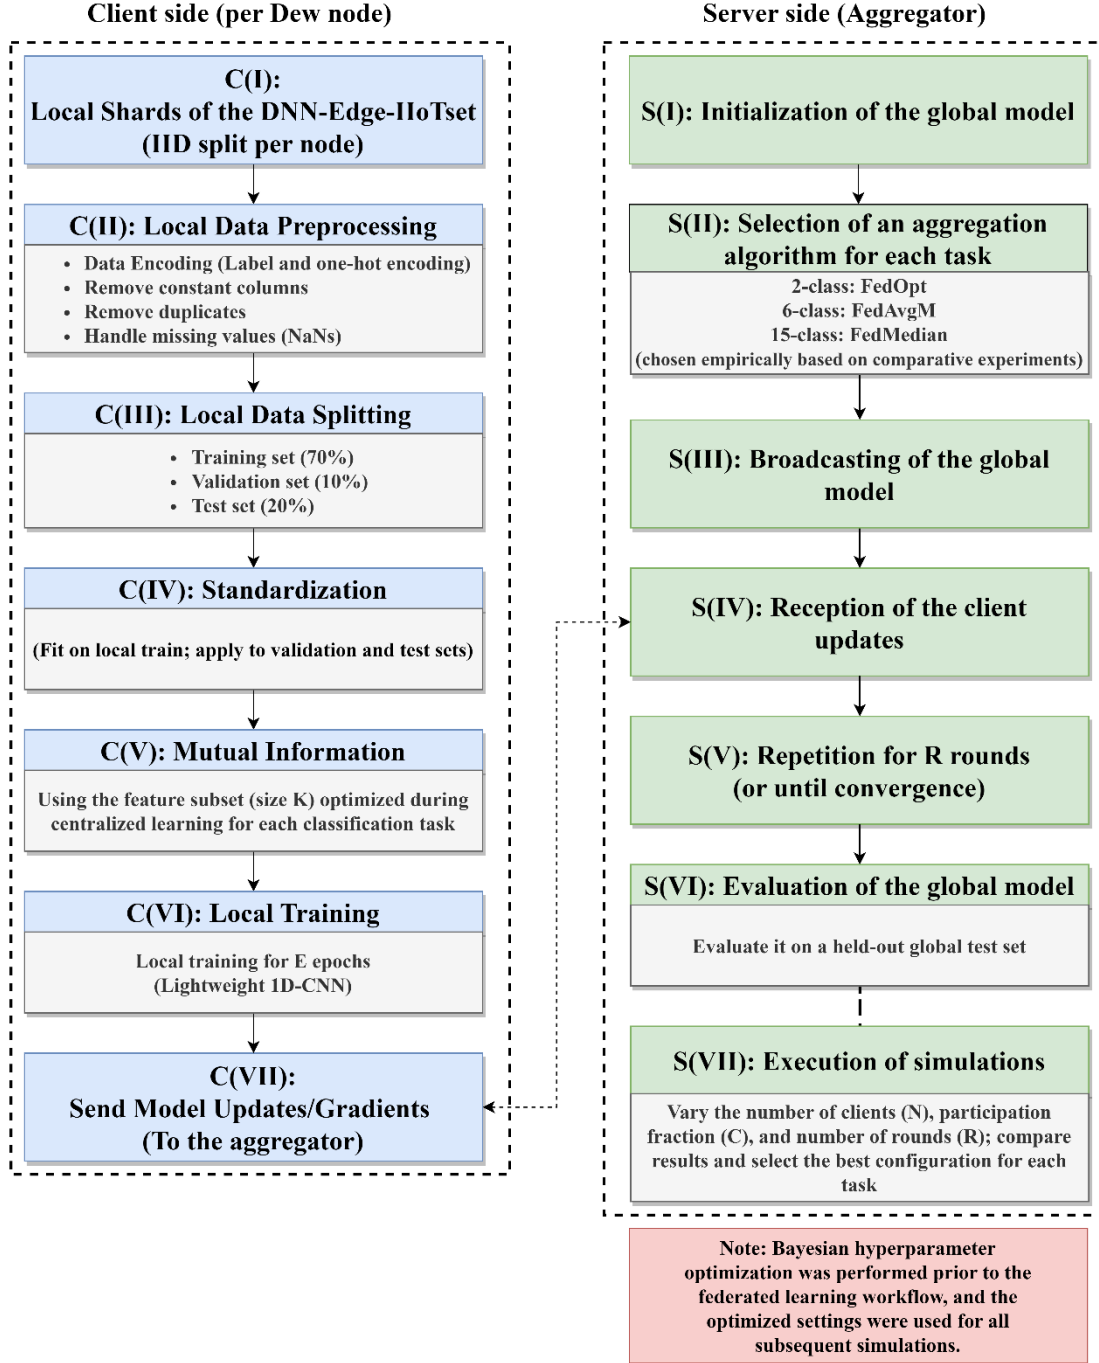 Client side (per Dew node)
C(I):
Local Shards of the DNN-Edge-IIoTset
(IID split per node)
C(II): Local Data Preprocessing
• Data Encoding (Label and one-hot encoding)
• Remove constant columns
• Remove duplicates
• Handle missing values (NaNs)
C(III): Local Data Splitting
• Training set (70%)
• Validation set (10%)
• Test set (20%)
C(IV): Standardization
(Fit on local train; apply to validation and test sets)
C(V): Mutual Information
Using the feature subset (size K) optimized during
centralized learning for each classification task
C(VI): Local Training
Local training for E epochs
(Lightweight 1D-CNN)
C(VII):
Send Model Updates/Gradients
(To the aggregator)
Server side (Aggregator)
S(I): Initialization of the global model
S(II): Selection of an aggregation
algorithm for each task
2-class: FedOpt
6-class: FedAvgM
15-class: FedMedian
(chosen empirically based on comparative experiments)
S(III): Broadcasting of the global
model
S(IV): Reception of the client
updates
S(V): Repetition for R rounds
(or until convergence)
S(VI): Evaluation of the global model
Evaluate it on a held-out global test set
S(VII): Execution of simulations
Vary the number of clients (N), participation
fraction (C), and number of rounds (R); compare
results and select the best configuration for each
task
Note: Bayesian hyperparameter
optimization was performed prior to the
federated learning workflow, and the
optimized settings were used for all
subsequent simulations.